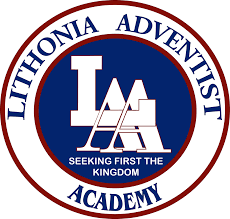 LITHONIA ADVENTIST
LAA
SEEKING FIRST THE
KINGDOM
ACADEMY